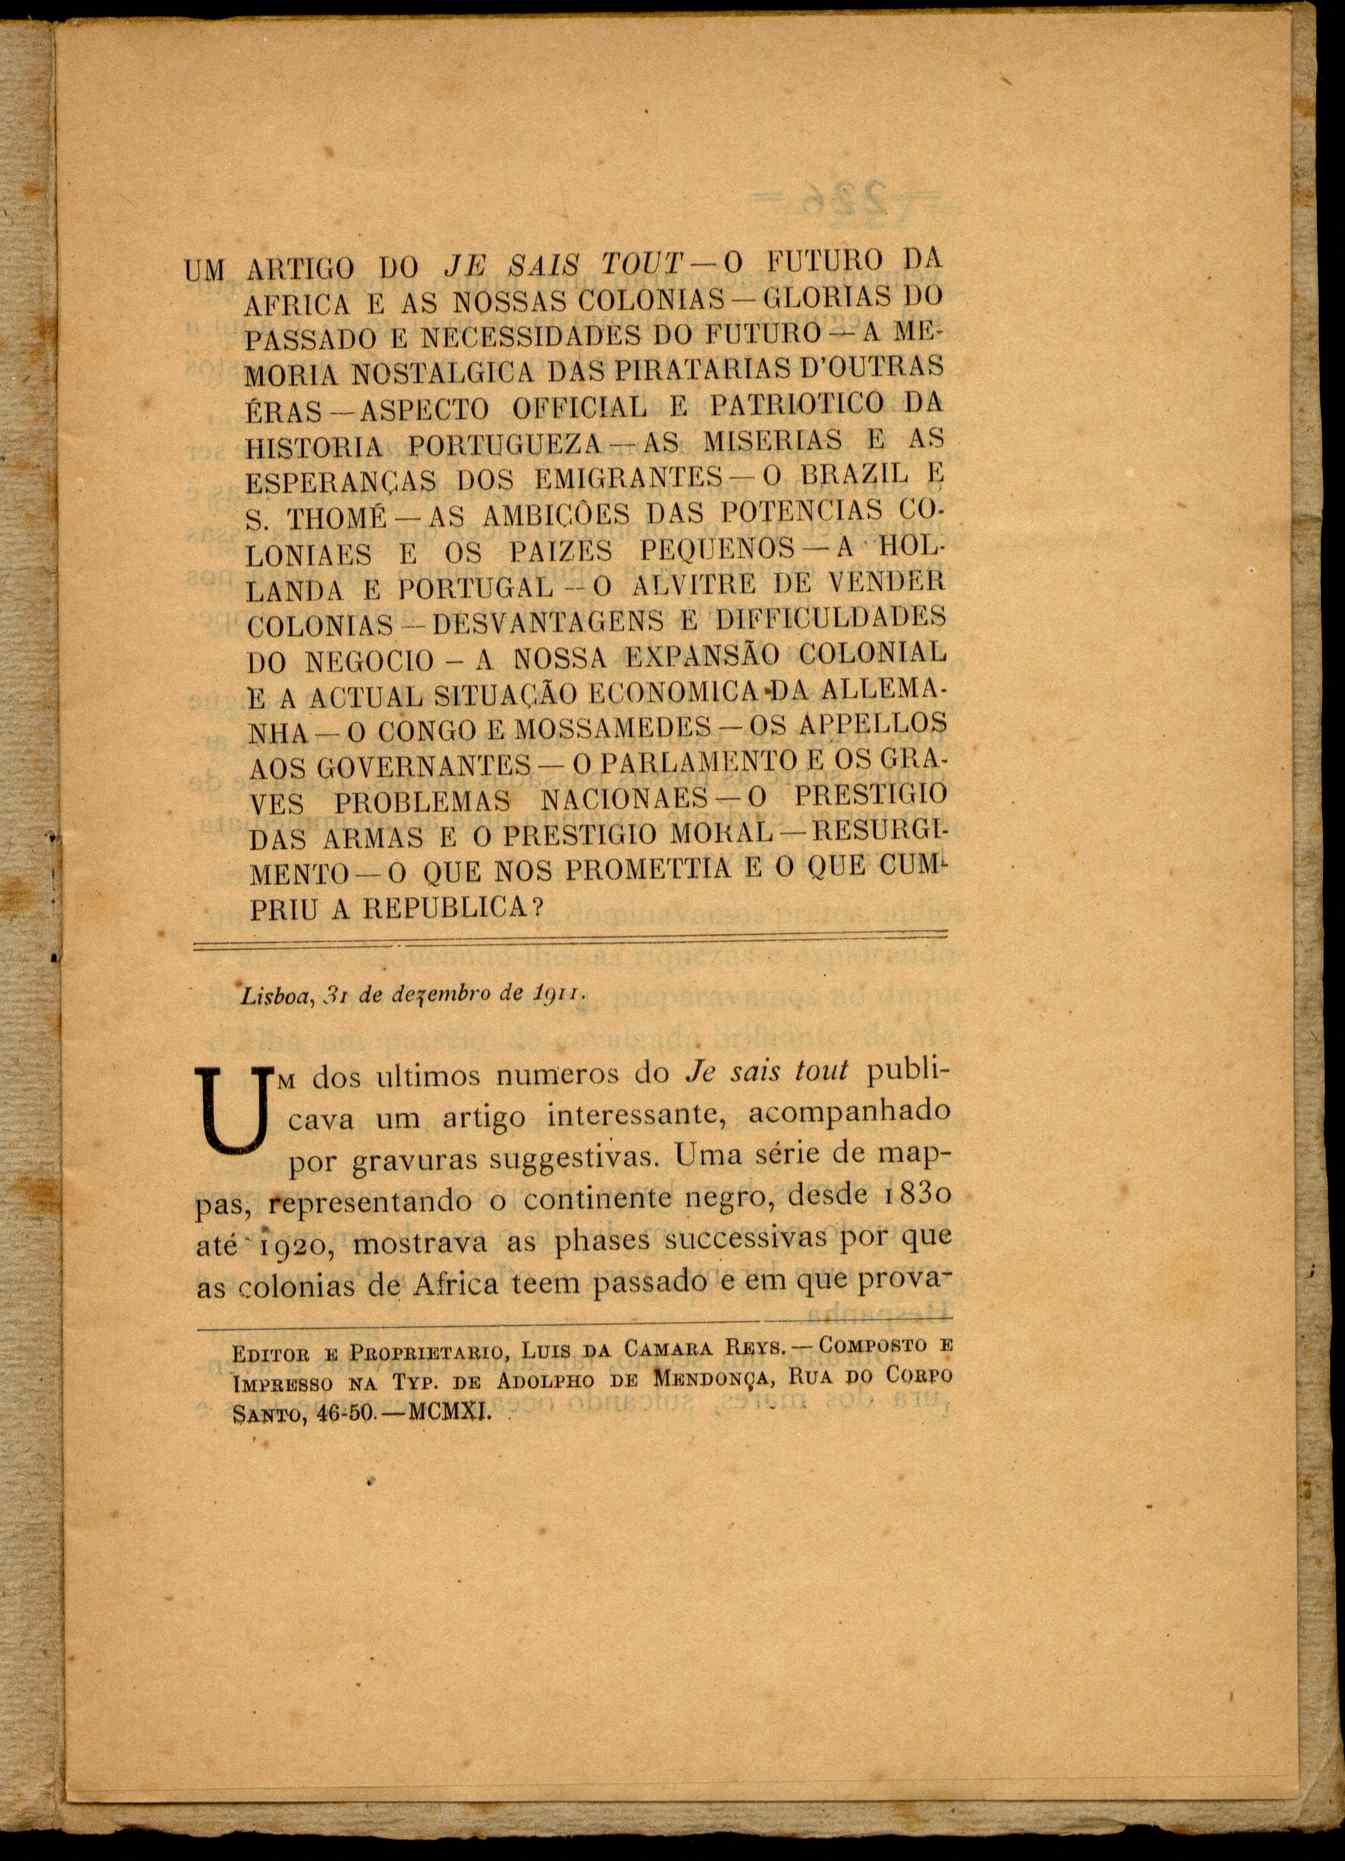 UM ARTIGO DO JE SAIS TOUT — O FUTURO DA
AFRICA E AS NOSSAS COLONIAS — GLORIAS DO
PASSADO E NECESSIDADES DO FUTURO — A ME-
MORIA NOSTALGICA DAS PIRATARIAS D'OUTRAS
ÉRAS — ASPECTO OFFICIAL E PATRIOTICO DA
HISTORIA PORTUGUEZA — AS MISERIAS E AS
ESPERANÇAS DOS EMIGRANTES — O BRAZIL E
S. THOMÉ — AS AMBIÇÕES DAS POTENCIAS CO-
LONIAES E OS PAIZES PEQUENOS — A HOL-
LANDA E PORTUGAL — O ALVITRE DE VENDER
COLONIAS — DESVANTAGENS E DIFFICULDADES
DO NEGOCIO — A NOSSA EXPANSÃO COLONIAL
E A ACTUAL SITUAÇÃO ECONOMICA DA ALLEMA-
NHA — O CONGO E MOSSAMEDES — OS APPELLOS
AOS GOVERNANTES — O PARLAMENTO E OS GRA-
VES PROBLEMAS NACIONAES — O PRESTIGIO
DAS ARMAS E O PRESTIGIO MORAL — RESURGI-
MENTO — O QUE NOS PROMETTIA E O QUE CUM-
PRIU A REPUBLICA?
Lisboa, 31 de dezembro de 1911.
UM dos ultimos numeros do Je sais tout publi-
cava um artigo interessante, acompanhado
por gravuras suggestivas. Uma série de map-
pas, representando o continente negro, desde 1830
até 1920, mostrava as phases successivas por que
as colonias de Africa teem passado e em que prova-
EDITOR E PROPRIETARIO, LUIS DA CAMARA REYS. — COMPOSTO E
IMPRESSO NA TYP. DE ADOLPHO DE MENDONÇA, RUA DO CORPO
SANTO, 46-50. — MCMXI.